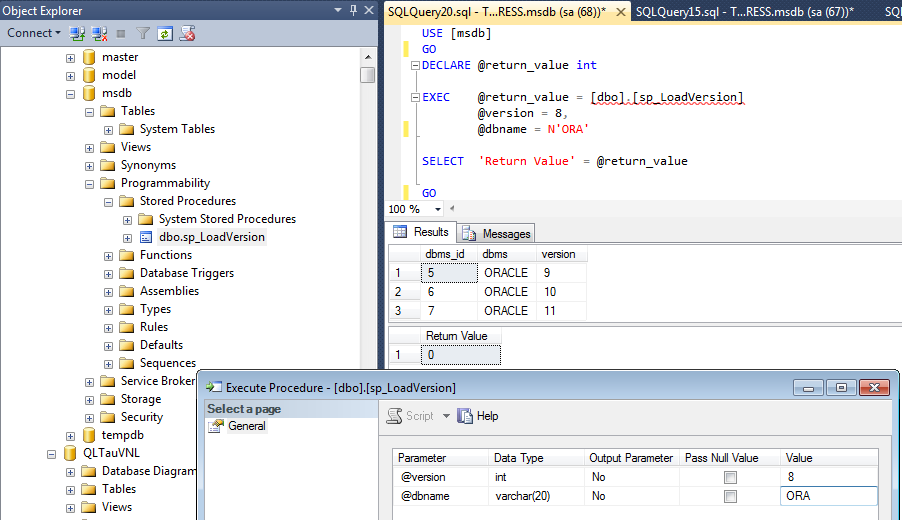 Object Explorer
Connect
master
model
msdb
Tables
System Tables
Views
Synonyms
Programmability
Stored Procedures
System Stored Procedures
dbo.sp_LoadVersion
Functions
Database Triggers
Assemblies
Types
Rules
Defaults
Sequences
Service Broker
Storage
Security
tempdb
QLTauVNL
Database Diagram
Tables
Views
SQLQuery20.sql - T...RESS.msdb (sa (68))* SQLQuery15.sql - T...RESS.msdb (sa (67))* SQ
USE [msdb]
GO
DECLARE @return_value int
EXEC @return_value = [dbo].[sp_LoadVersion]
@version = 8,
@dbname = N'ORA'
SELECT 'Return Value' = @return_value
GO
100 %
Results Messages
dbms_id dbms version
1 5 ORACLE 9
2 6 ORACLE 10
3 7 ORACLE 11
Return Value
1 0
Execute Procedure - [dbo].[sp_LoadVersion]
Select a page
General
Script Help
Parameter Data Type Output Parameter Pass Null Value Value
@version int No 8
@dbname varchar(20) No ORA